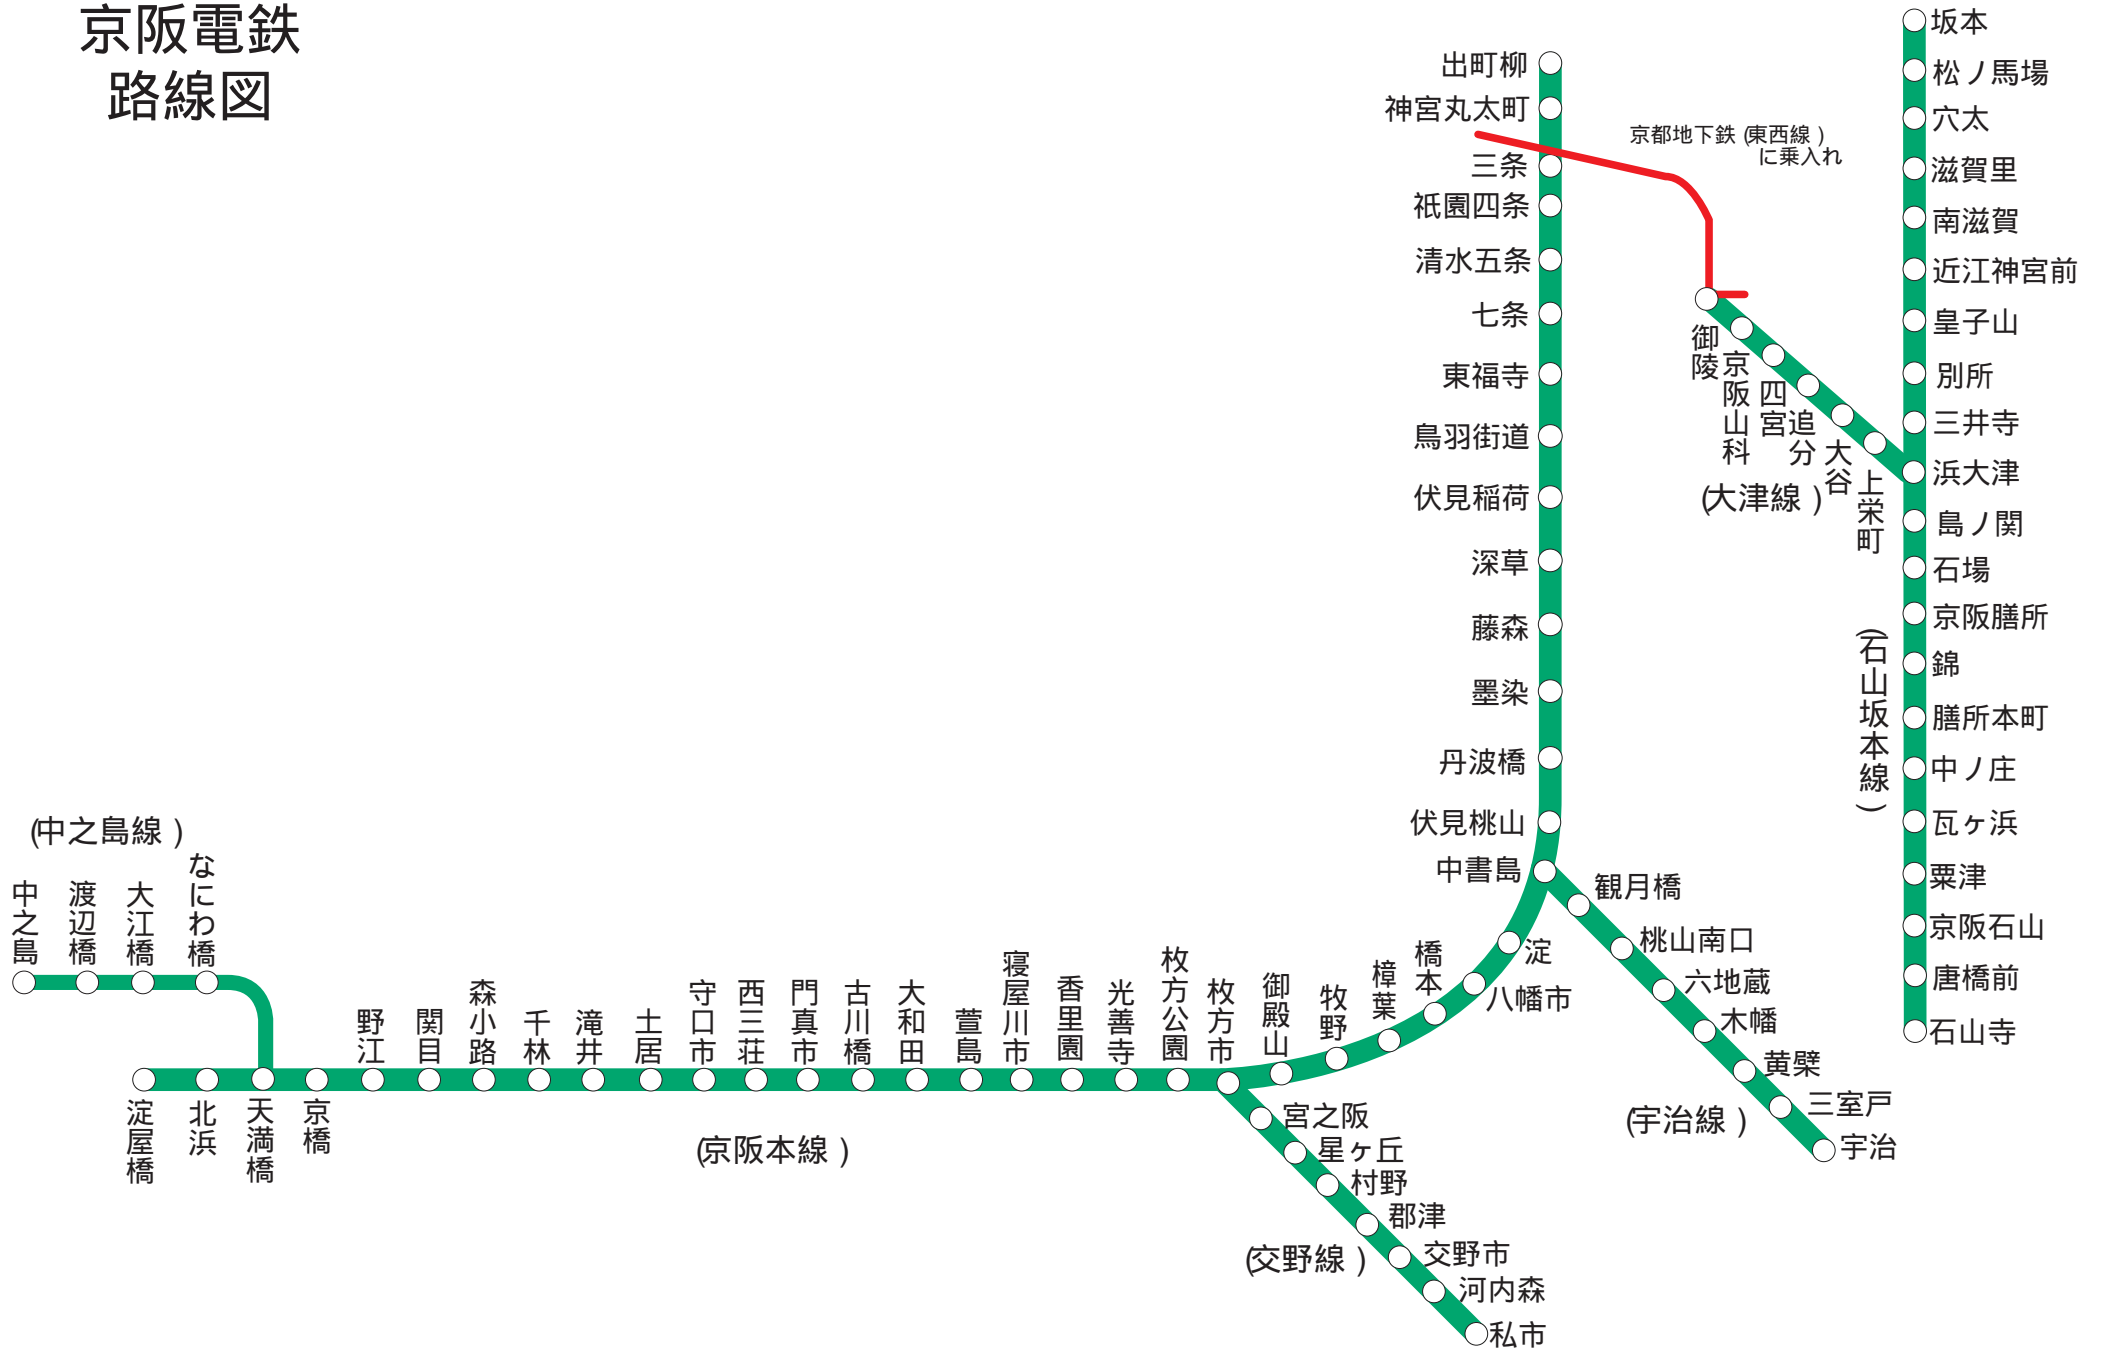 京阪電鉄
路線図
出町柳
神宮丸太町
三条
祇園四条
清水五条
七条
東福寺
鳥羽街道
伏見稲荷
深草
藤森
墨染
丹波橋
伏見桃山
中書島
京都地下鉄(東西線)
に乗入れ
御陵
京阪山科
四宮
追分
大谷
上栄町
(大津線)
坂本
松ノ馬場
穴太
滋賀里
南滋賀
近江神宮前
皇子山
別所
三井寺
浜大津
島ノ関
石場
京阪膳所
錦
膳所本町
中ノ庄
瓦ヶ浜
粟津
京阪石山
唐橋前
石山寺
(石山坂本線)
(中之島線)
中之島
渡辺橋
大江橋
なにわ橋
淀屋橋
北浜
天満橋
京橋
野江
関目
森小路
千林
滝井
土居
守口市
西三荘
門真市
古川橋
大和田
萱島
寝屋川市
香里園
光善寺
枚方公園
枚方市
御殿山
牧野
樟葉
橋本
八幡市
淀
(京阪本線)
観月橋
桃山南口
六地蔵
木幡
黄檗
三室戸
宇治
(宇治線)
宮之阪
星ヶ丘
村野
郡津
交野市
河内森
私市
(交野線)